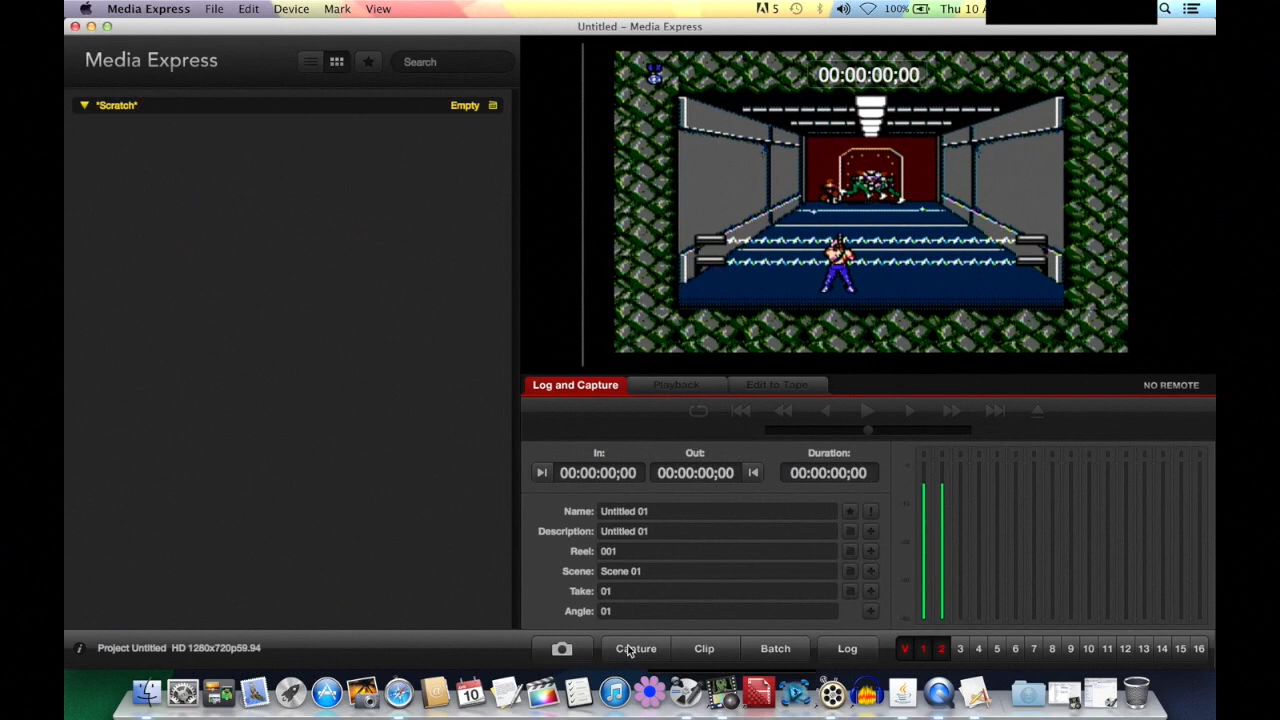 Media Express File Edit Device Mark View 5 100% Thu 10
Untitled – Media Express
Media Express Search
*Scratch* Empty
00:00:00;00
Log and Capture Playback Edit to Tape NO REMOTE
In: Out: Duration:
00:00:00;00 00:00:00;00 00:00:00;00
Name: Untitled 01
Description: Untitled 01
Reel: 001
Scene: Scene 01
Take: 01
Angle: 01
Project Untitled HD 1280x720p59.94
Capture Clip Batch Log V 1 2 3 4 5 6 7 8 9 10 11 12 13 14 15 16
10